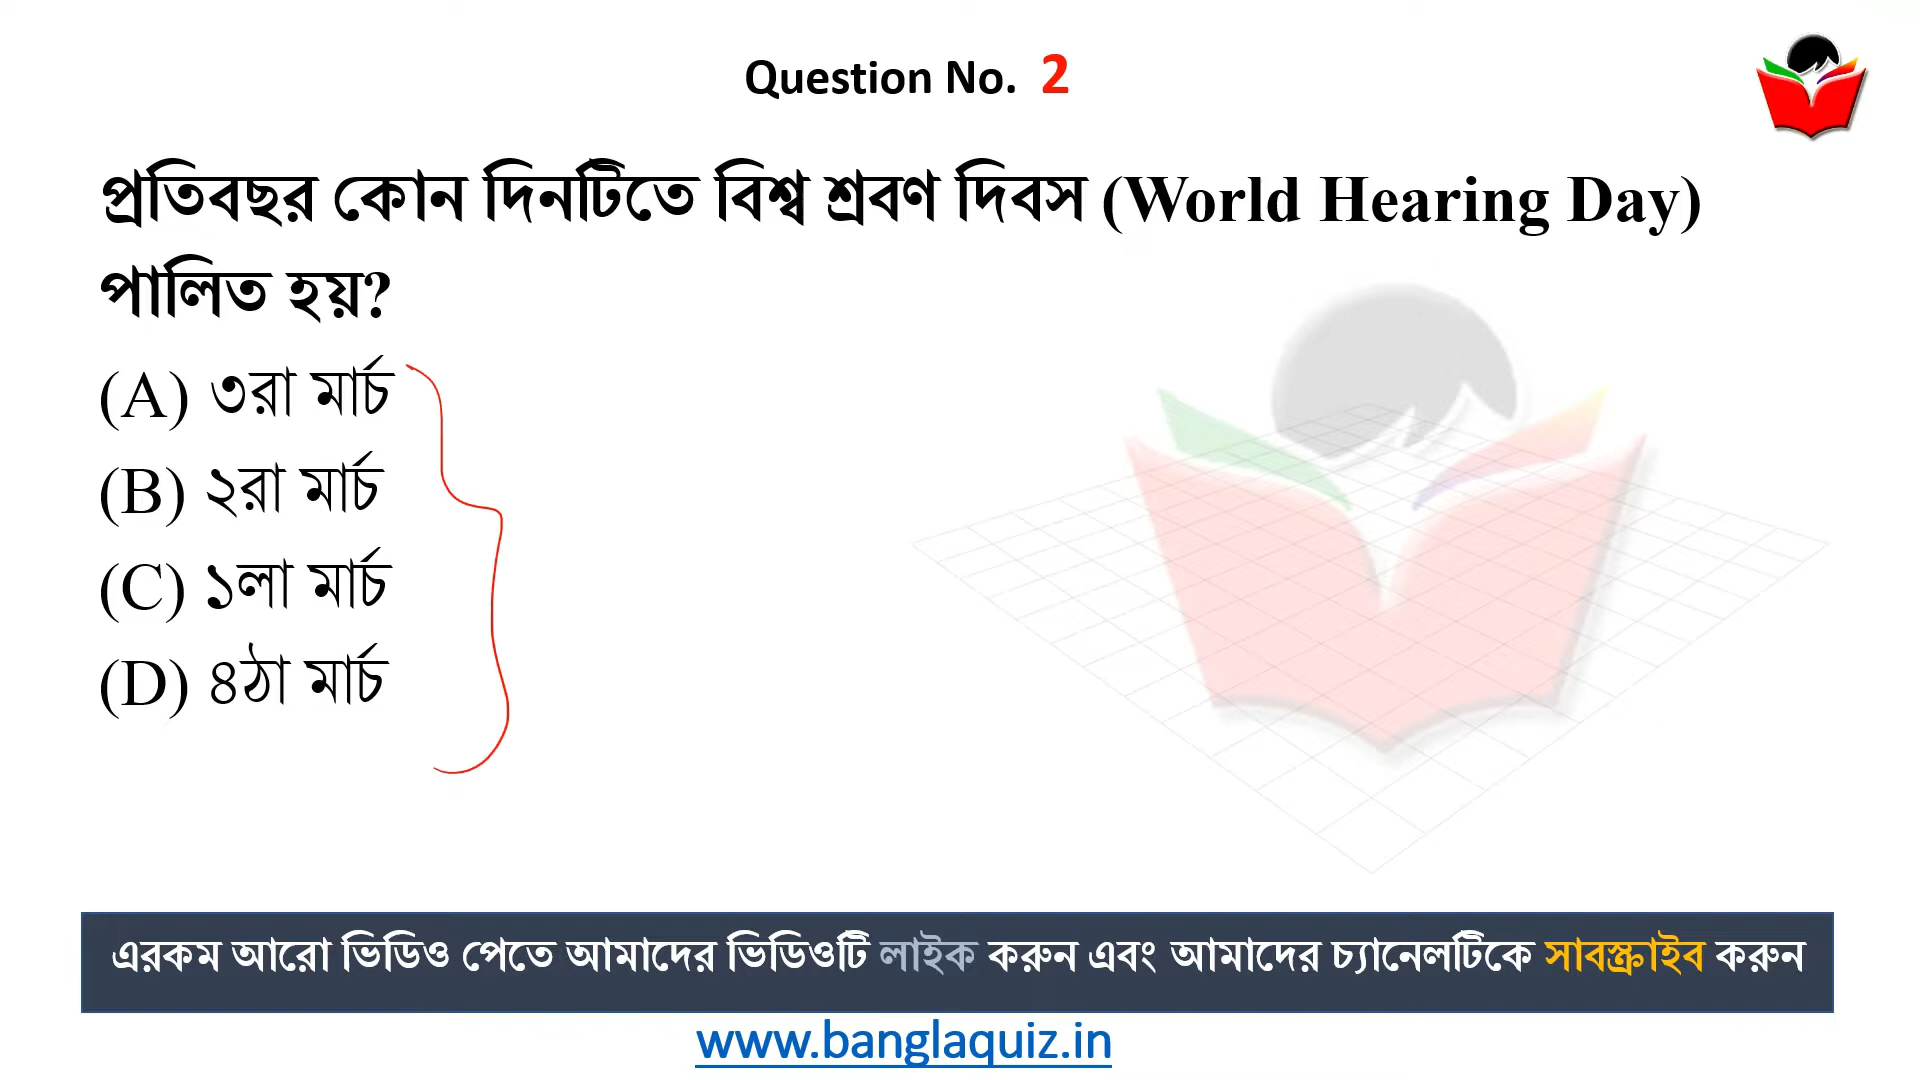 Question No. 2
প্রতিবছর কোন দিনটিতে বিশ্ব শ্রবণ দিবস (World Hearing Day)
পালিত হয়?
(A) ৩রা মার্চ
(B) ২রা মার্চ
(C) ১লা মার্চ
(D) ৪ঠা মার্চ
এরকম আরো ভিডিও পেতে আমাদের ভিডিওটি লাইক করুন এবং আমাদের চ্যানেলটিকে সাবস্ক্রাইব করুন
www.banglaquiz.in